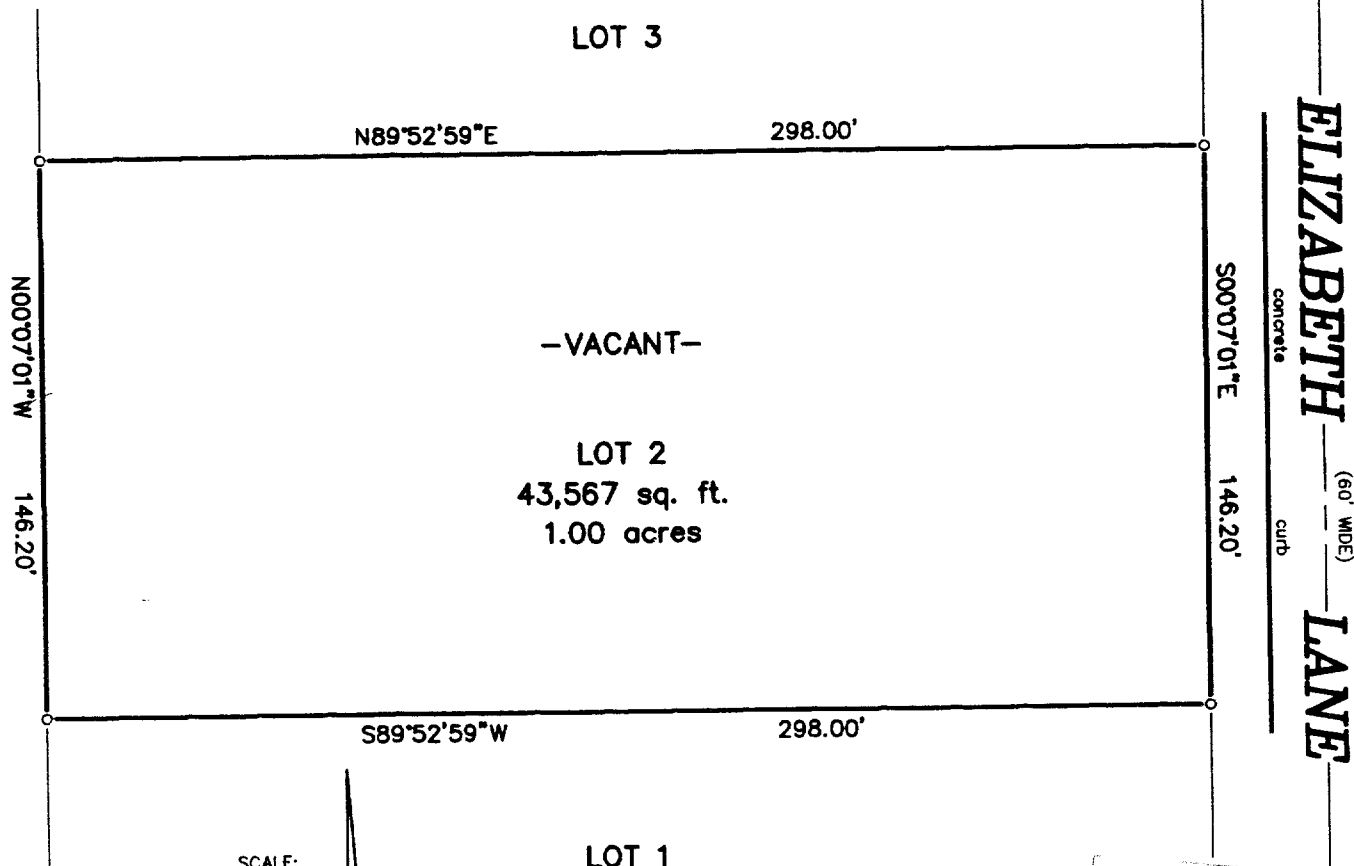 LOT 3
N89°52'59"E 298.00'
N00°07'01"W 146.20'
S00°07'01"E 146.20'
concrete curb
ELIZABETH LANE
(60' WIDE)
-VACANT-
LOT 2
43,567 sq. ft.
1.00 acres
S89°52'59"W 298.00'
SCALE:
LOT 1